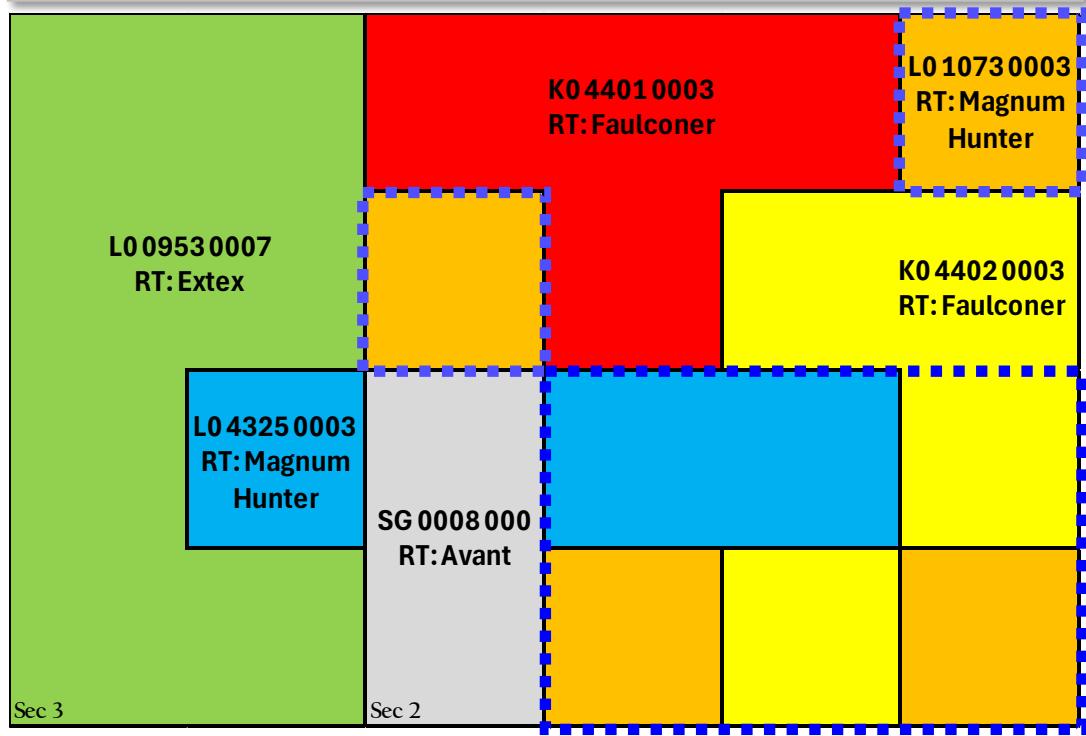 K0 4401 0003
RT: Faulconer
L0 1073 0003
RT: Magnum
Hunter
L0 0953 0007
RT: Extex
K0 4402 0003
RT: Faulconer
L0 4325 0003
RT: Magnum
Hunter
SG 0008 000
RT: Avant
Sec 3
Sec 2